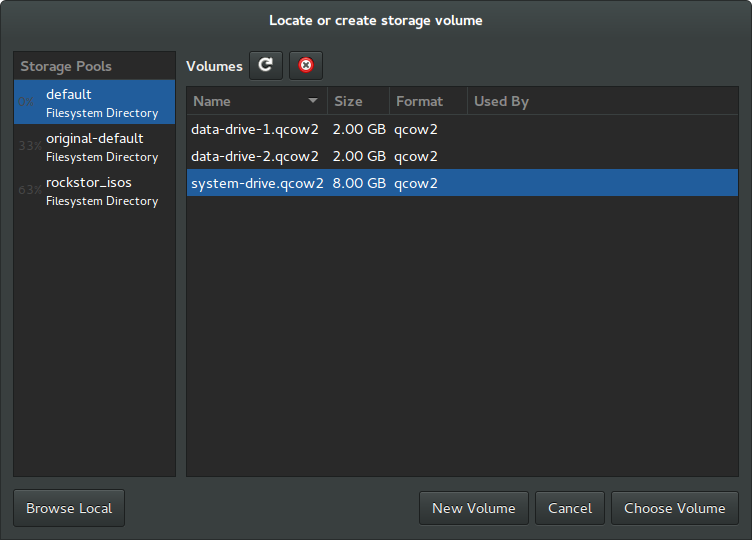 Locate or create storage volume
Storage Pools
0% default
Filesystem Directory
33% original-default
Filesystem Directory
63% rockstor_isos
Filesystem Directory
Volumes
Name Size Format Used By
data-drive-1.qcow2 2.00 GB qcow2
data-drive-2.qcow2 2.00 GB qcow2
system-drive.qcow2 8.00 GB qcow2
Browse Local New Volume Cancel Choose Volume